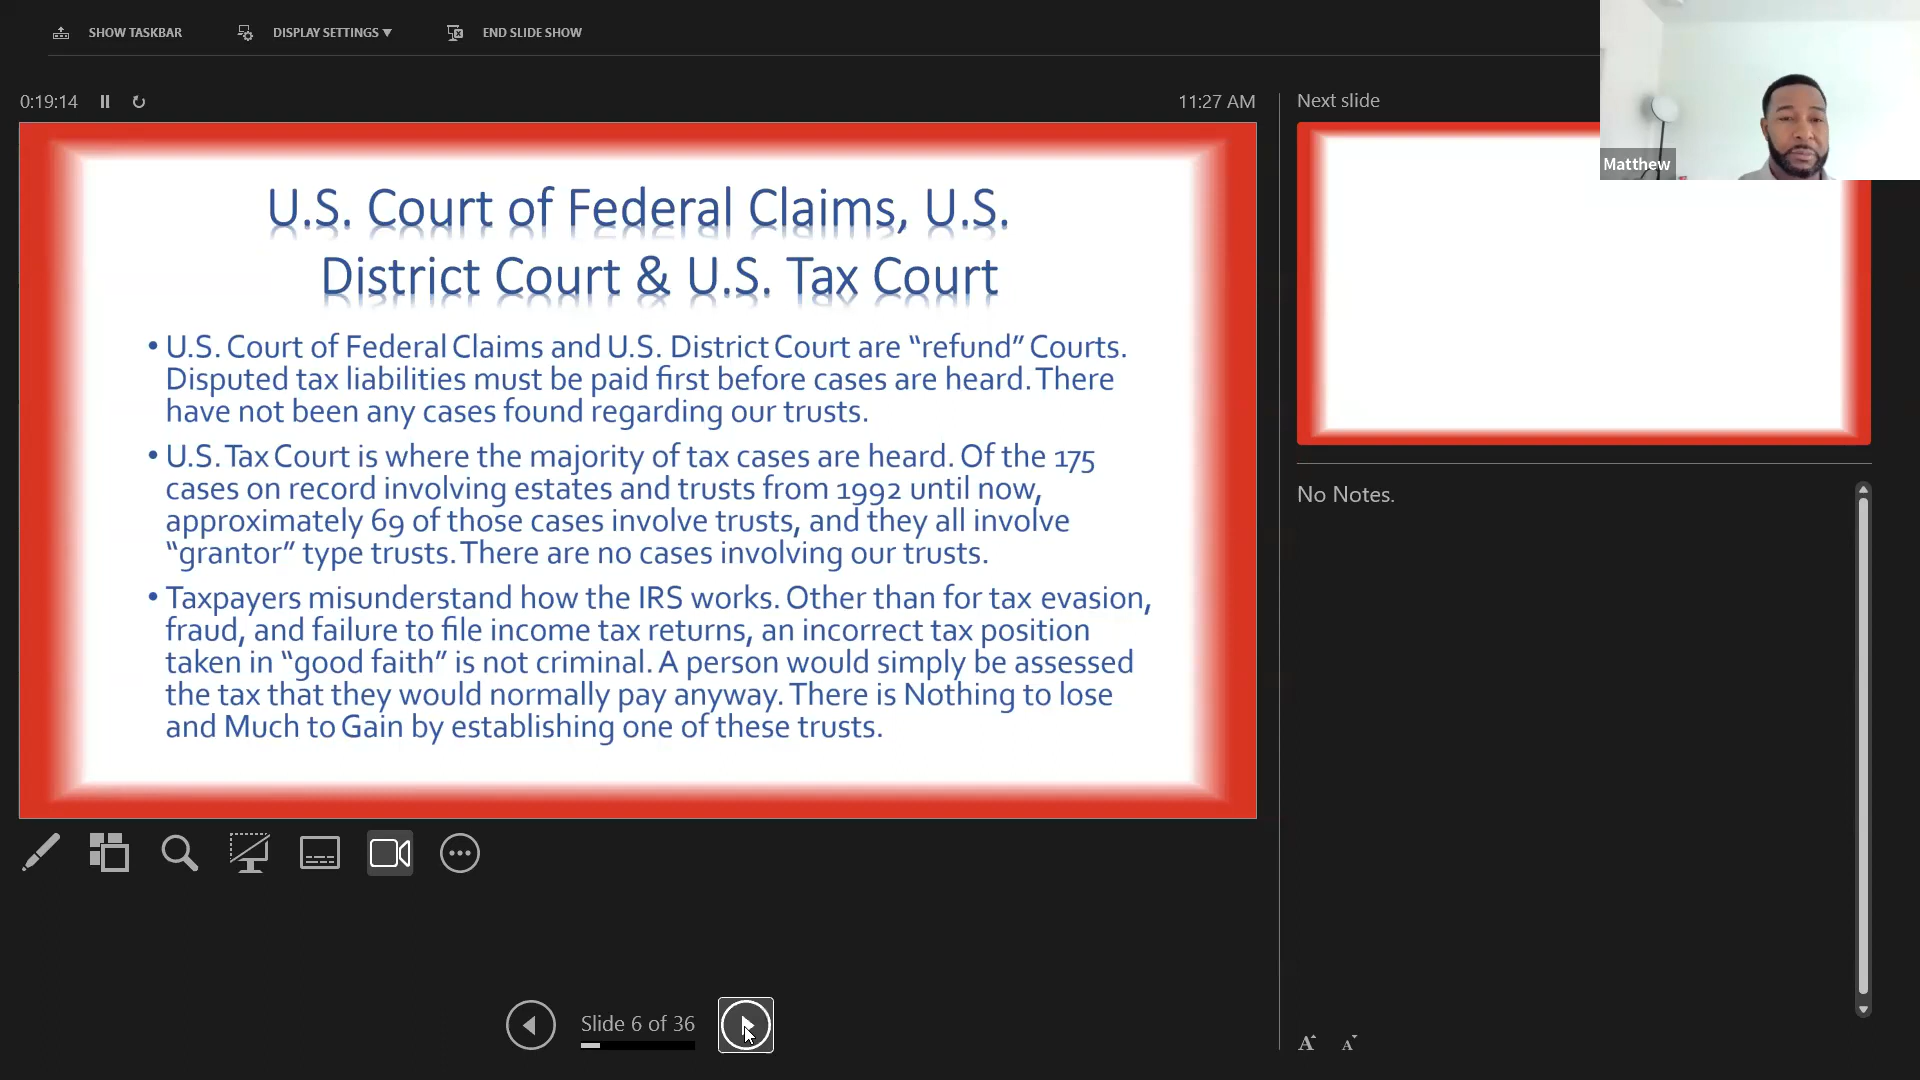 SHOW TASKBAR
DISPLAY SETTINGS ▼
END SLIDE SHOW
0:19:14
11:27 AM
Next slide
Matthew
U.S. Court of Federal Claims, U.S.
District Court & U.S. Tax Court
• U.S. Court of Federal Claims and U.S. District Court are “refund” Courts.
Disputed tax liabilities must be paid first before cases are heard. There
have not been any cases found regarding our trusts.
• U.S. Tax Court is where the majority of tax cases are heard. Of the 175
cases on record involving estates and trusts from 1992 until now,
approximately 69 of those cases involve trusts, and they all involve
“grantor” type trusts. There are no cases involving our trusts.
• Taxpayers misunderstand how the IRS works. Other than for tax evasion,
fraud, and failure to file income tax returns, an incorrect tax position
taken in “good faith” is not criminal. A person would simply be assessed
the tax that they would normally pay anyway. There is Nothing to lose
and Much to Gain by establishing one of these trusts.
No Notes.
Slide 6 of 36
A A